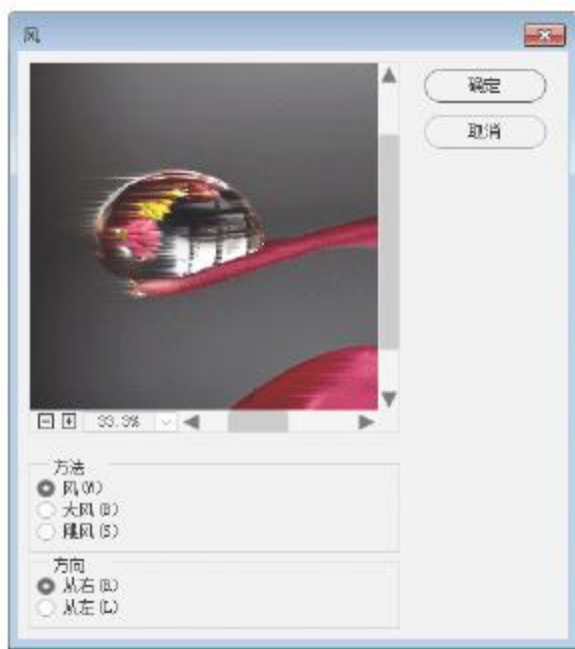 风
确定
取消
33.3%
方法
风(W)
大风(B)
飓风(S)
方向
从右(R)
从左(L)